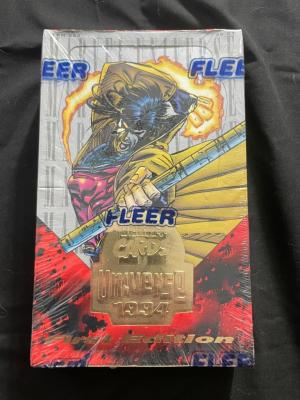 FLEER
FLEER
FLEER
CARDS
UNIVERSE
1994
First Edition
FLEER